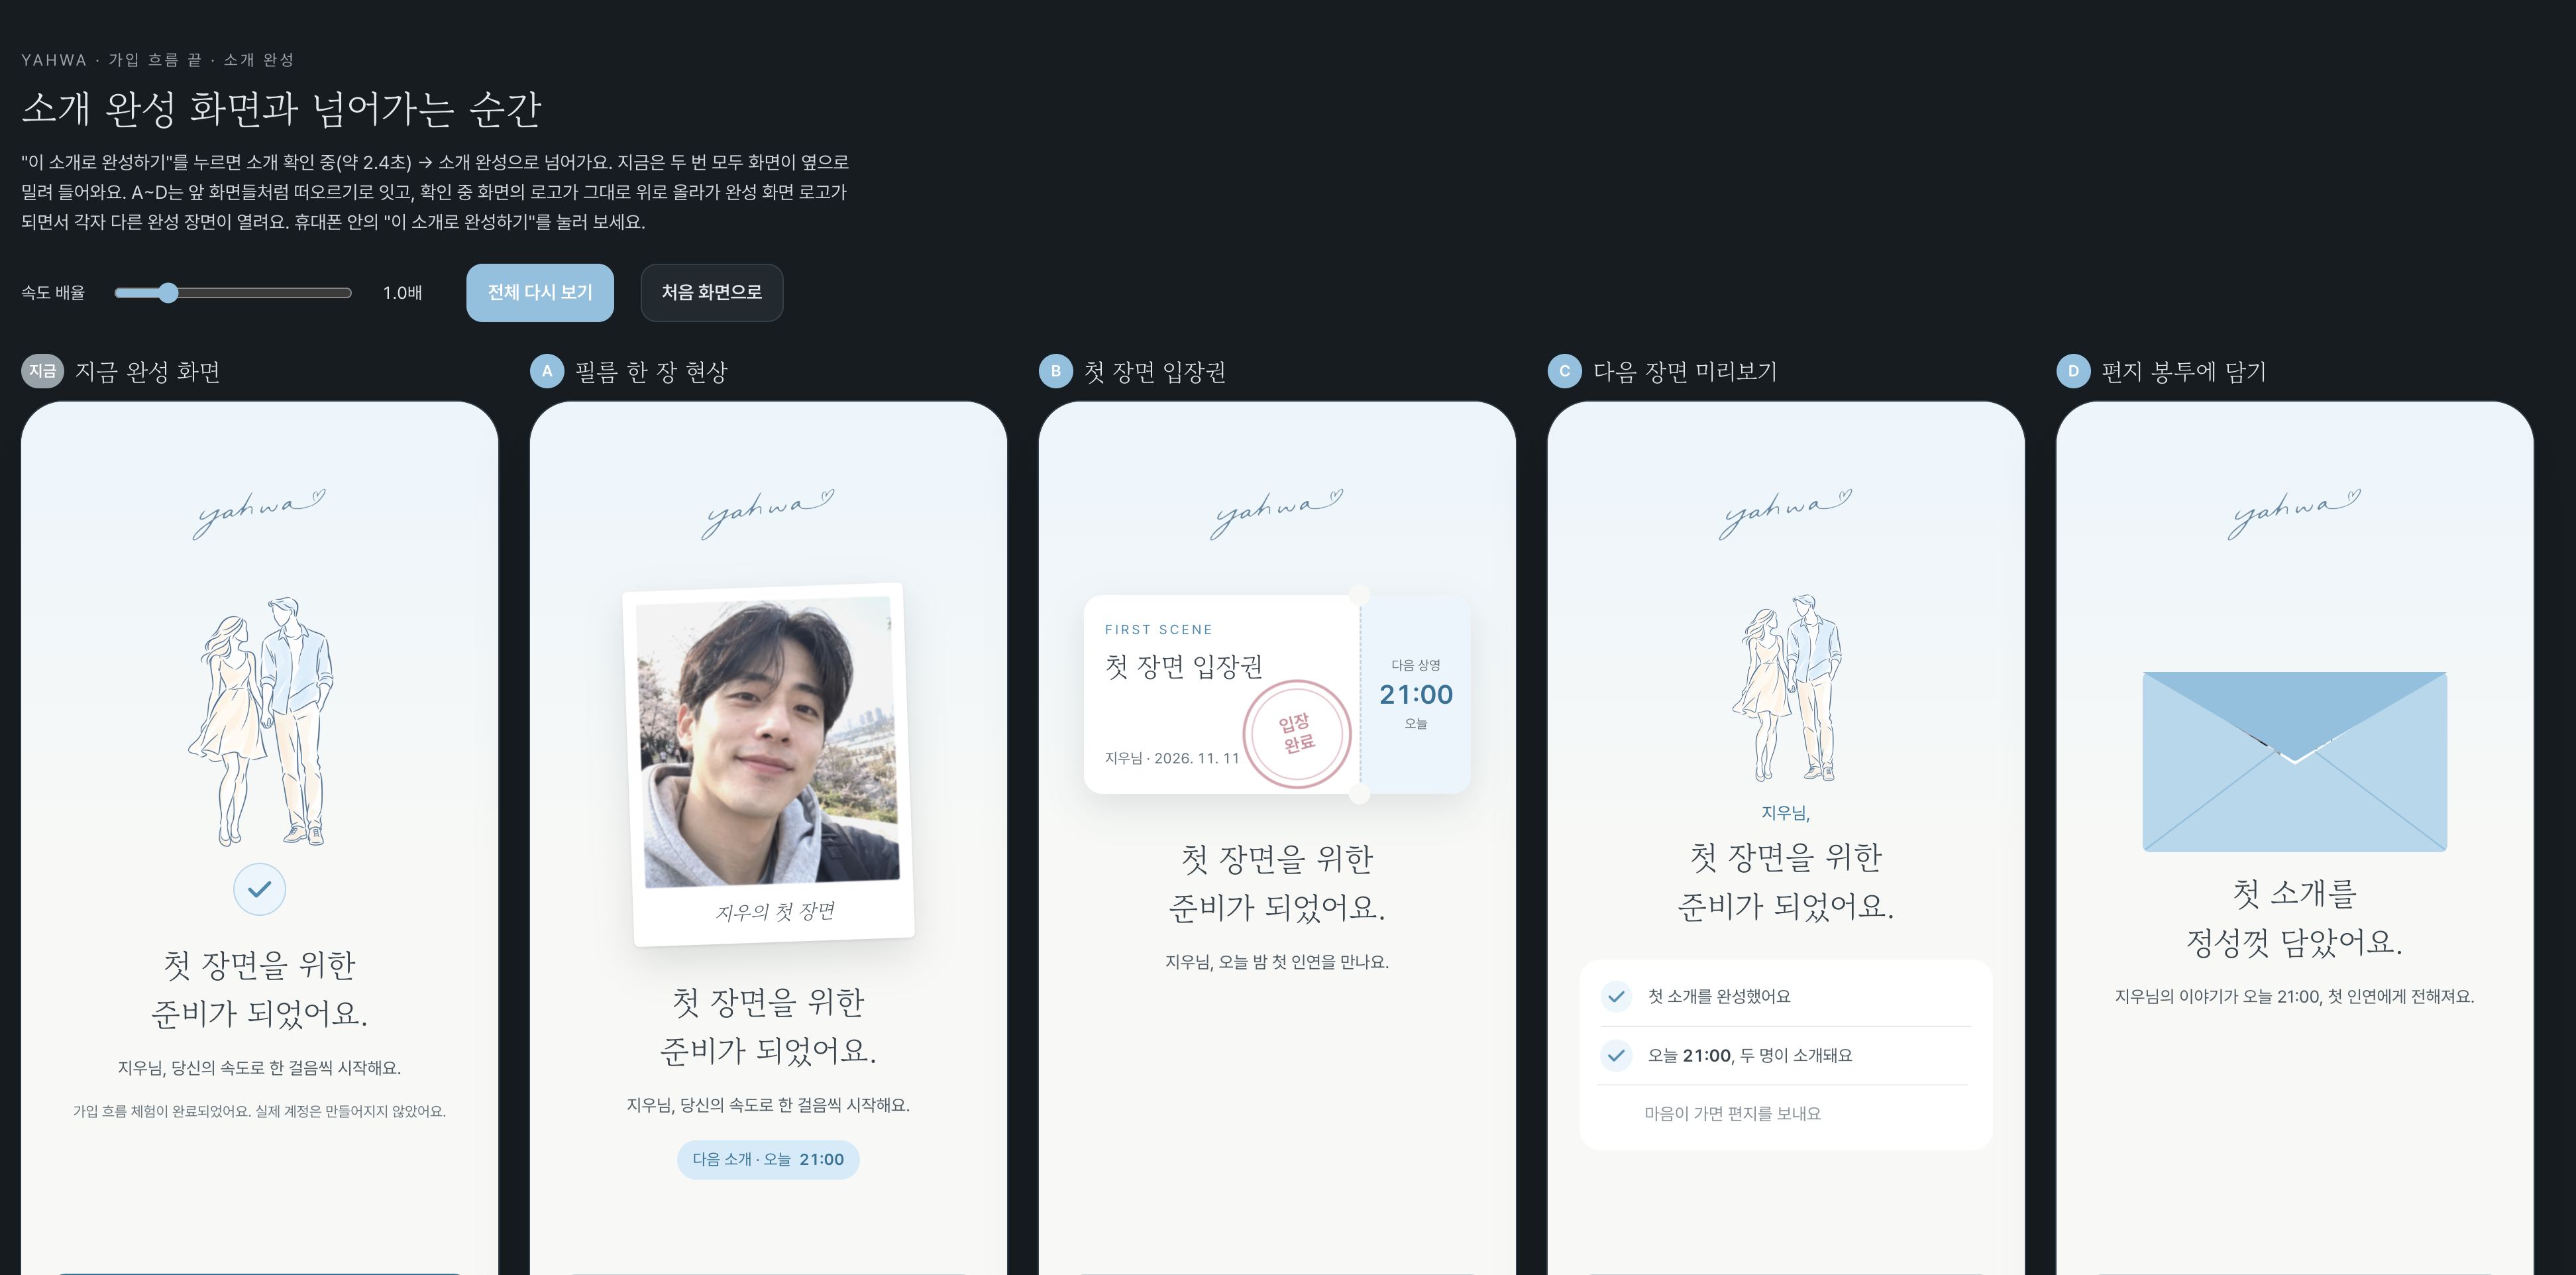 YAHWA · 가입 흐름 끝 · 소개 완성
소개 완성 화면과 넘어가는 순간
"이 소개로 완성하기"를 누르면 소개 확인 중(약 2.4초) → 소개 완성으로 넘어가요. 지금은 두 번 모두 화면이 옆으로
밀려 들어와요. A~D는 앞 화면들처럼 떠오르기로 잇고, 확인 중 화면의 로고가 그대로 위로 올라가 완성 화면 로고가
되면서 각자 다른 완성 장면이 열려요. 휴대폰 안의 "이 소개로 완성하기"를 눌러 보세요.
속도 배율 1.0배 전체 다시 보기 처음 화면으로
지금 지금 완성 화면
yahwa
첫 장면을 위한
준비가 되었어요.
지우님, 당신의 속도로 한 걸음씩 시작해요.
가입 흐름 체험이 완료되었어요. 실제 계정은 만들어지지 않았어요.
A 필름 한 장 현상
yahwa
지우의 첫 장면
첫 장면을 위한
준비가 되었어요.
지우님, 당신의 속도로 한 걸음씩 시작해요.
다음 소개 · 오늘 21:00
B 첫 장면 입장권
yahwa
FIRST SCENE
첫 장면 입장권
입장
완료
지우님 · 2026. 11. 11
다음 상영
21:00
오늘
첫 장면을 위한
준비가 되었어요.
지우님, 오늘 밤 첫 인연을 만나요.
C 다음 장면 미리보기
yahwa
지우님,
첫 장면을 위한
준비가 되었어요.
첫 소개를 완성했어요
오늘 21:00, 두 명이 소개돼요
마음이 가면 편지를 보내요
D 편지 봉투에 담기
yahwa
첫 소개를
정성껏 담았어요.
지우님의 이야기가 오늘 21:00, 첫 인연에게 전해져요.